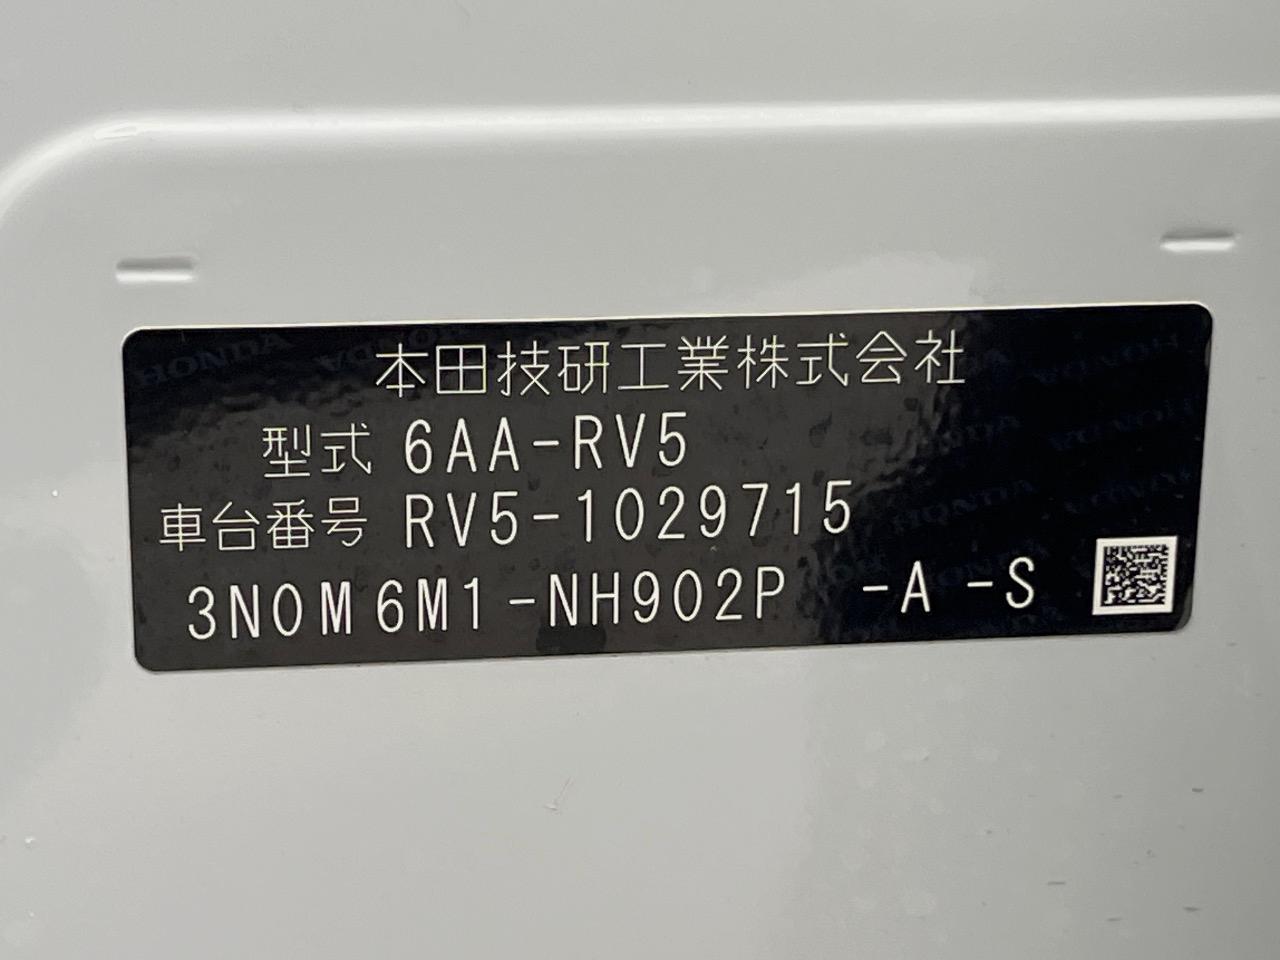 本田技研工業株式会社
型式 6AA-RV5
車台番号 RV5-1029715
3N0M6M1-NH902P -A -S